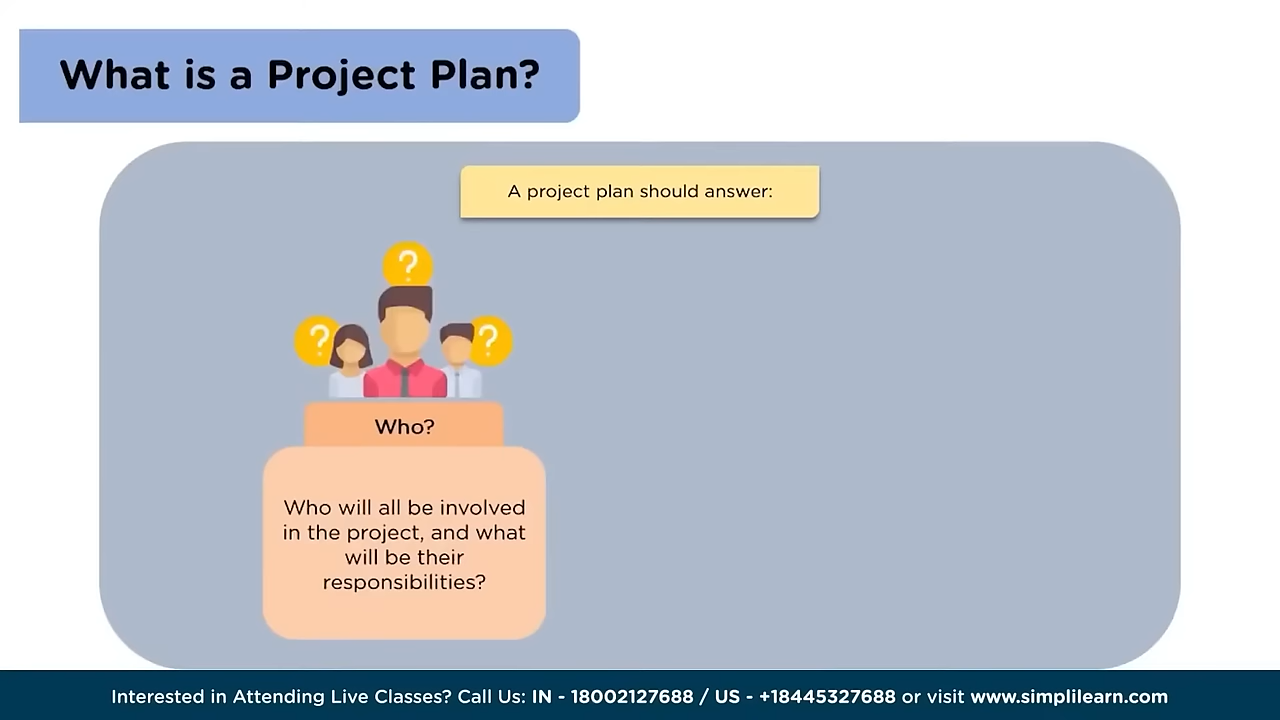 What is a Project Plan?
A project plan should answer:
?
? ?
Who?
Who will all be involved
in the project, and what
will be their
responsibilities?
Interested in Attending Live Classes? Call Us: IN - 18002127688 / US - +18445327688 or visit www.simplilearn.com